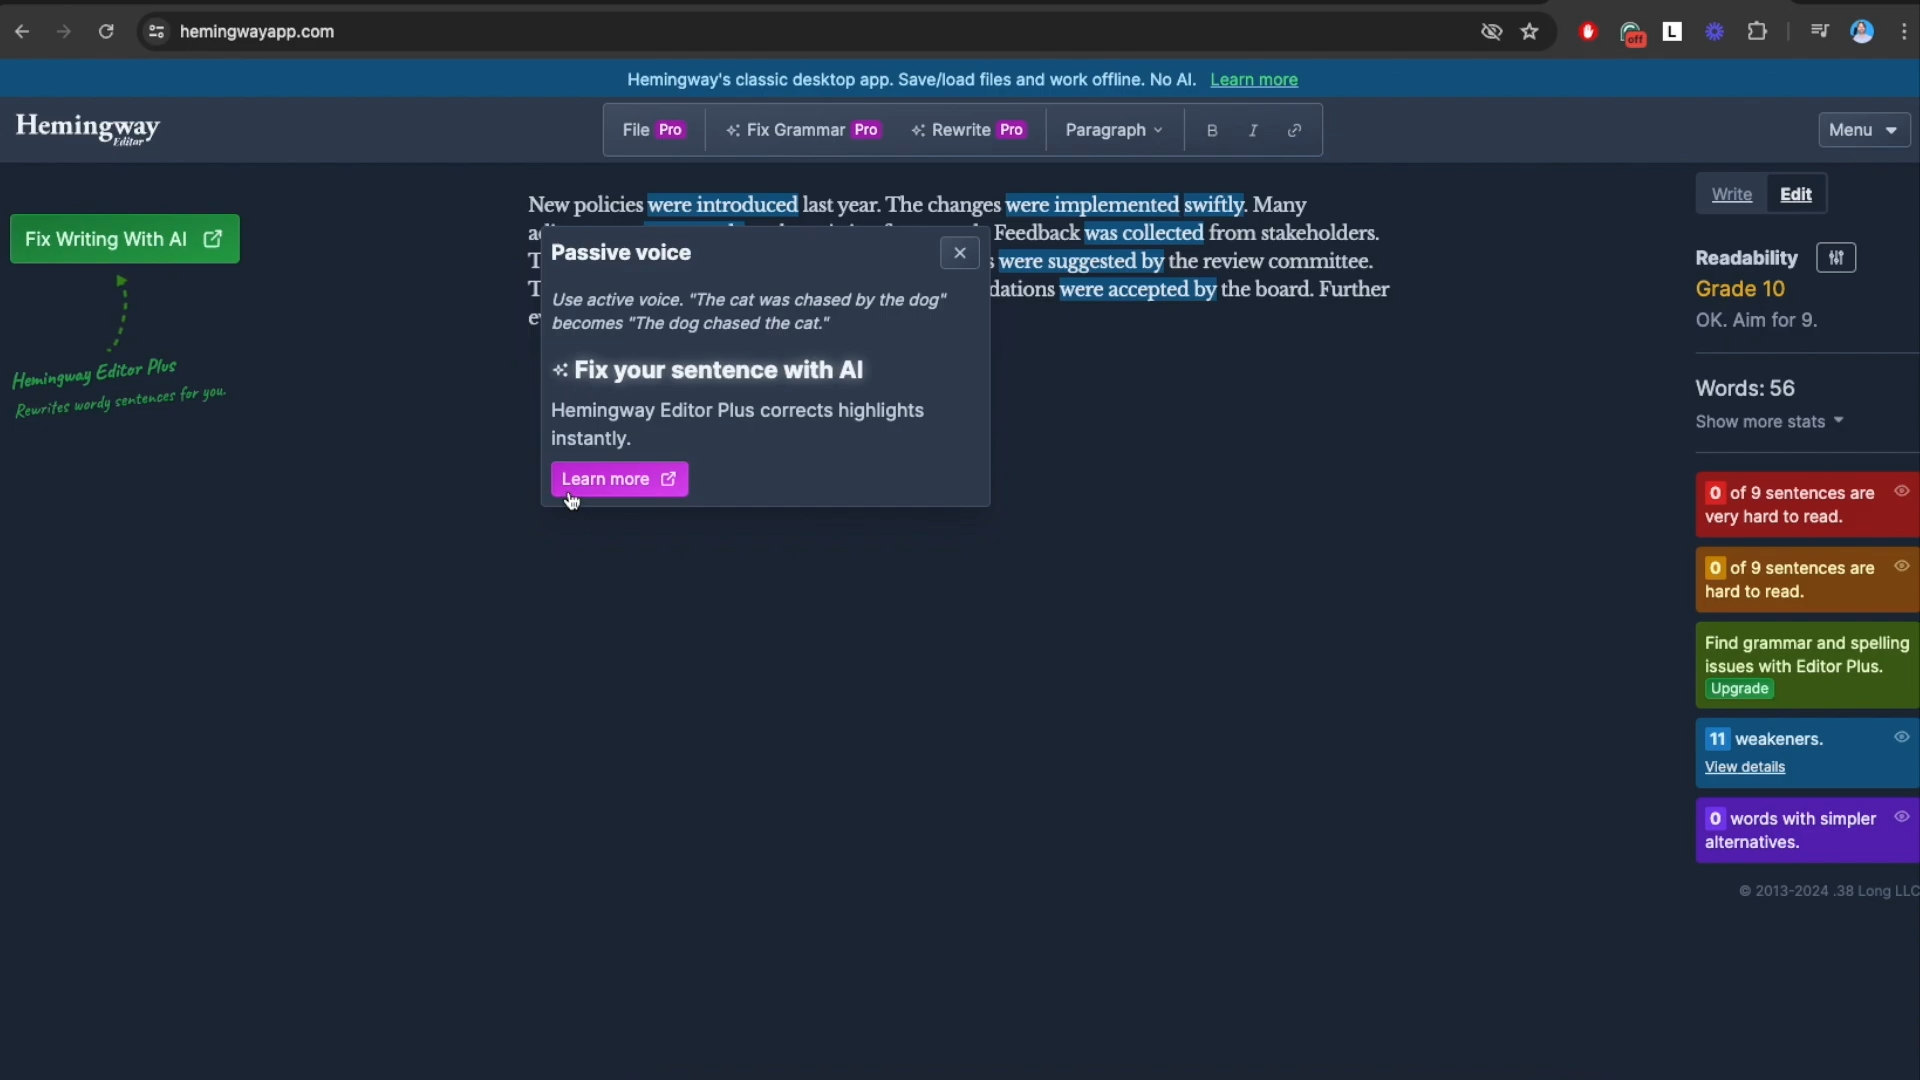 hemingwayapp.com
off
L
Hemingway's classic desktop app. Save/load files and work offline. No AI. Learn more
Hemingway
Editor
File Pro
Fix Grammar Pro
Rewrite Pro
Paragraph
B
I
Menu
Write
Edit
Fix Writing With AI
Hemingway Editor Plus
Rewrites wordy sentences for you.
New policies were introduced last year. The changes were implemented swiftly. Many
Feedback was collected from stakeholders.
were suggested by the review committee.
were accepted by the board. Further
Passive voice
Use active voice. "The cat was chased by the dog"
becomes "The dog chased the cat."
Fix your sentence with AI
Hemingway Editor Plus corrects highlights
instantly.
Learn more
Readability
Grade 10
OK. Aim for 9.
Words: 56
Show more stats
0 of 9 sentences are
very hard to read.
0 of 9 sentences are
hard to read.
Find grammar and spelling
issues with Editor Plus.
Upgrade
11 weakeners.
View details
0 words with simpler
alternatives.
© 2013-2024 .38 Long LLC